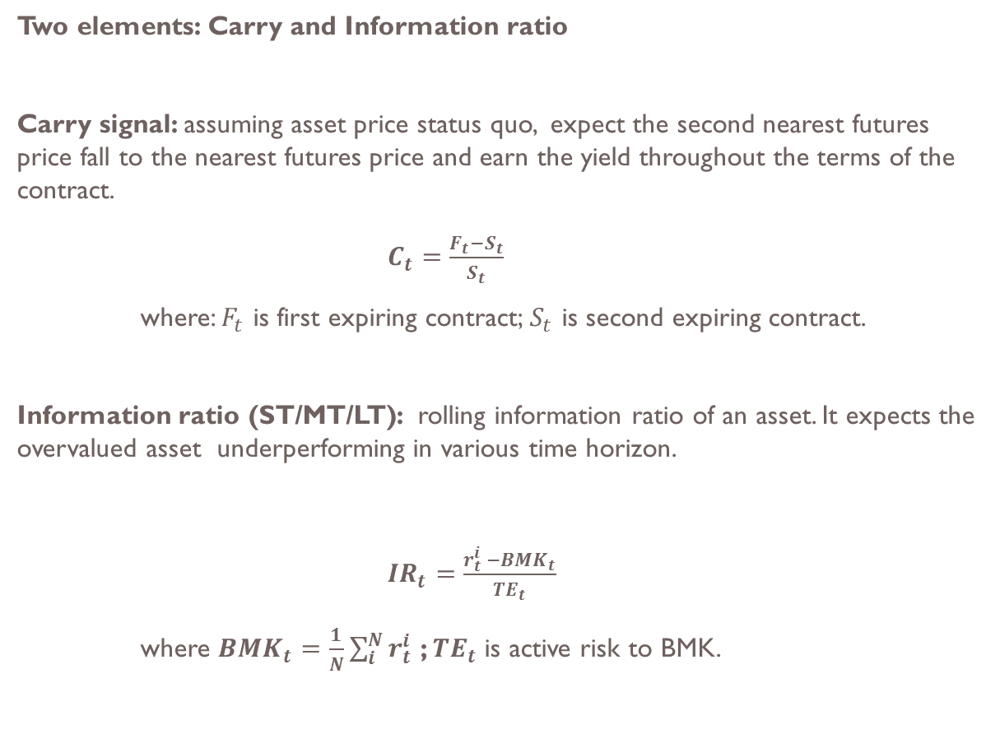 Two elements: Carry and Information ratio
Carry signal: assuming asset price status quo,  expect the second nearest futures
price fall to the nearest futures price and earn the yield throughout the terms of the
contract.
C_t = \frac{F_t − S_t}{S_t}
where: F_t is first expiring contract; S_t is second expiring contract.
Information ratio (ST/MT/LT):  rolling information ratio of an asset. It expects the
overvalued asset  underperforming in various time horizon.
IR_t = \frac{r_t^i − BMK_t}{TE_t}
where BMK_t = \frac{1}{N} \sum_i^N r_t^i ; TE_t is active risk to BMK.